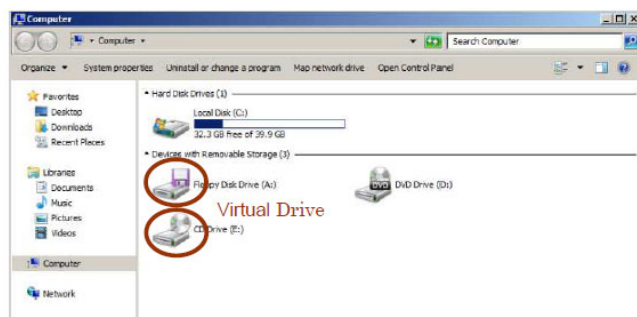 Computer
Computer
Search Computer
Organize
System properties
Uninstall or change a program
Map network drive
Open Control Panel
Favorites
Desktop
Downloads
Recent Places
Libraries
Documents
Music
Pictures
Videos
Computer
Network
Hard Disk Drives (1)
Local Disk (C:)
32.3 GB free of 39.9 GB
Devices with Removable Storage (3)
Floppy Disk Drive (A:)
DVD Drive (D:)
DVD
Virtual Drive
CD Drive (E:)